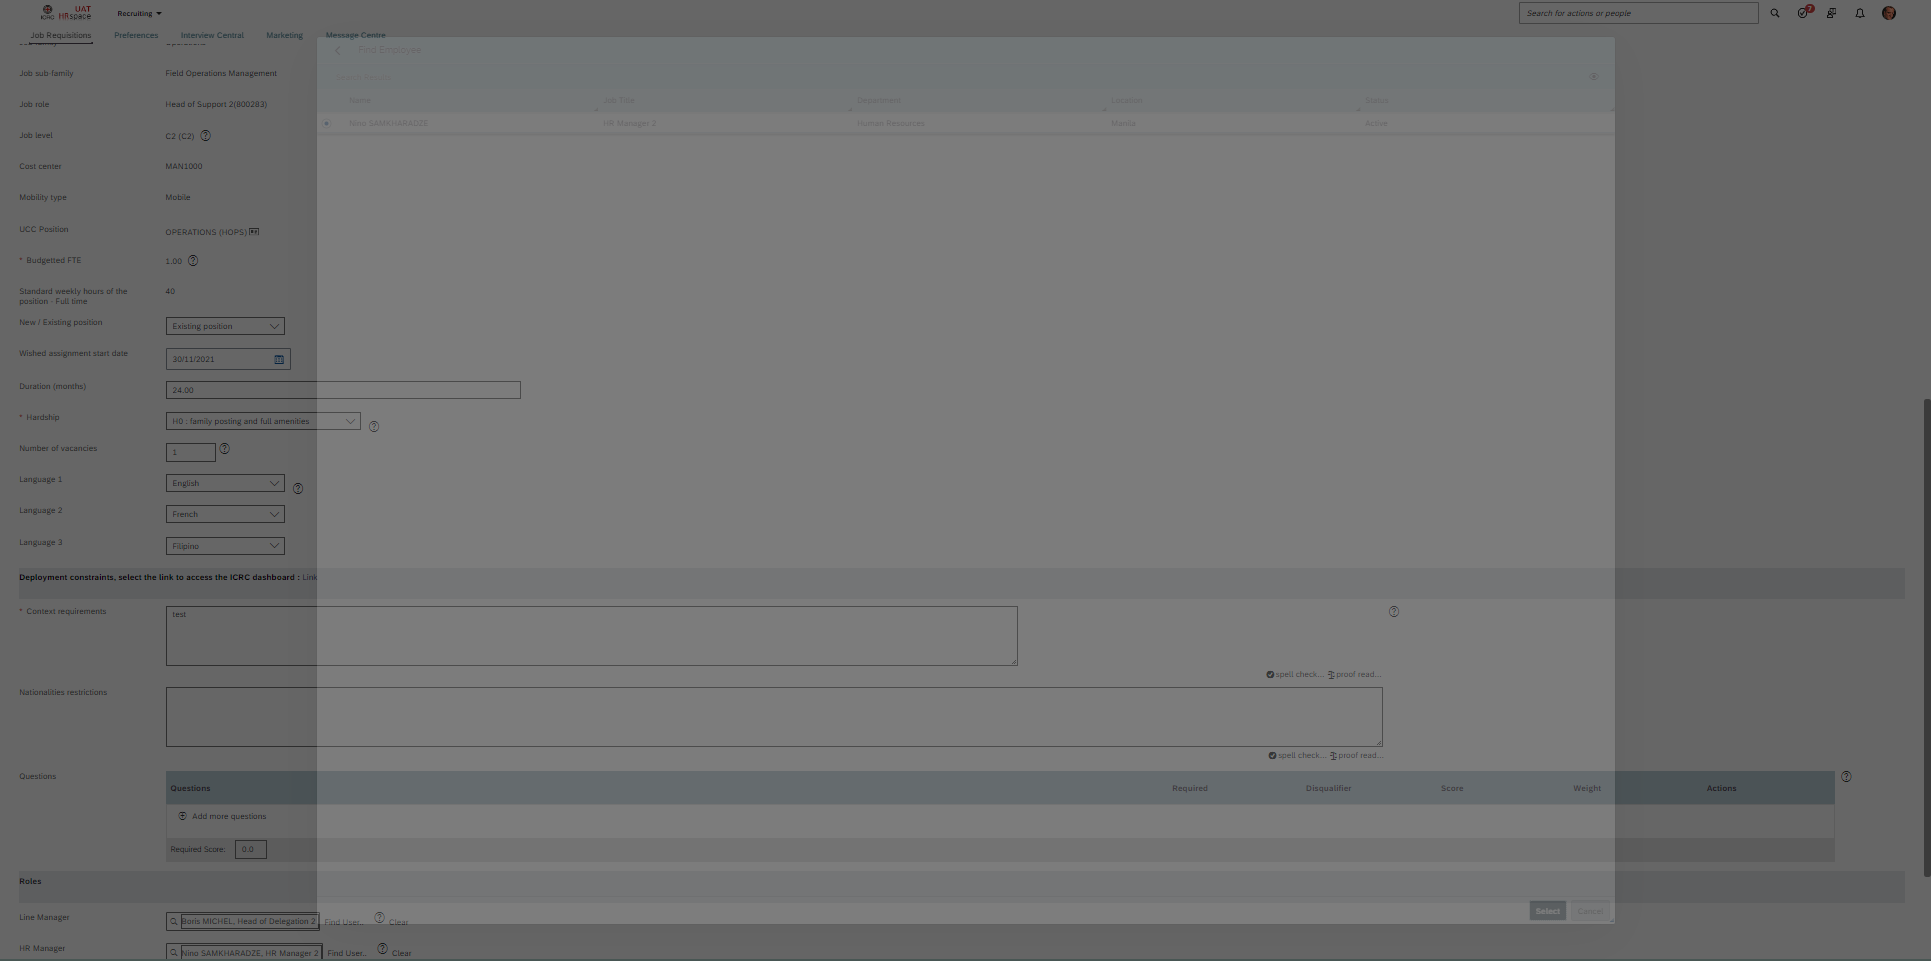 ICRC UAT HRspace
Recruiting
Search for actions or people
7
Job Requisitions Preferences Interview Central Marketing Message Centre
Find Employee
Name Job Title Department Location Status
Nino SAMKHARADZE HR Manager 2 Human Resources Manila Active
Job sub-family Field Operations Management
Job role Head of Support 2(800283)
Job level C2 (C2)
Cost center MAN1000
Mobility type Mobile
UCC Position OPERATIONS (HOPS)
* Budgetted FTE 1.00
Standard weekly hours of the position - Full time 40
New / Existing position Existing position
Wished assignment start date 30/11/2021
Duration (months) 24.00
* Hardship H0 : family posting and full amenities
Number of vacancies 1
Language 1 English
Language 2 French
Language 3 Filipino
Deployment constraints, select the link to access the ICRC dashboard : Link
* Context requirements test
spell check... proof read...
Nationalities restrictions
spell check... proof read...
Questions
Questions Required Disqualifier Score Weight Actions
Add more questions
Required Score: 0.0
Roles
Line Manager Boris MICHEL, Head of Delegation 2 Find User.. Clear
Select Cancel
HR Manager Nino SAMKHARADZE, HR Manager 2 Find User.. Clear